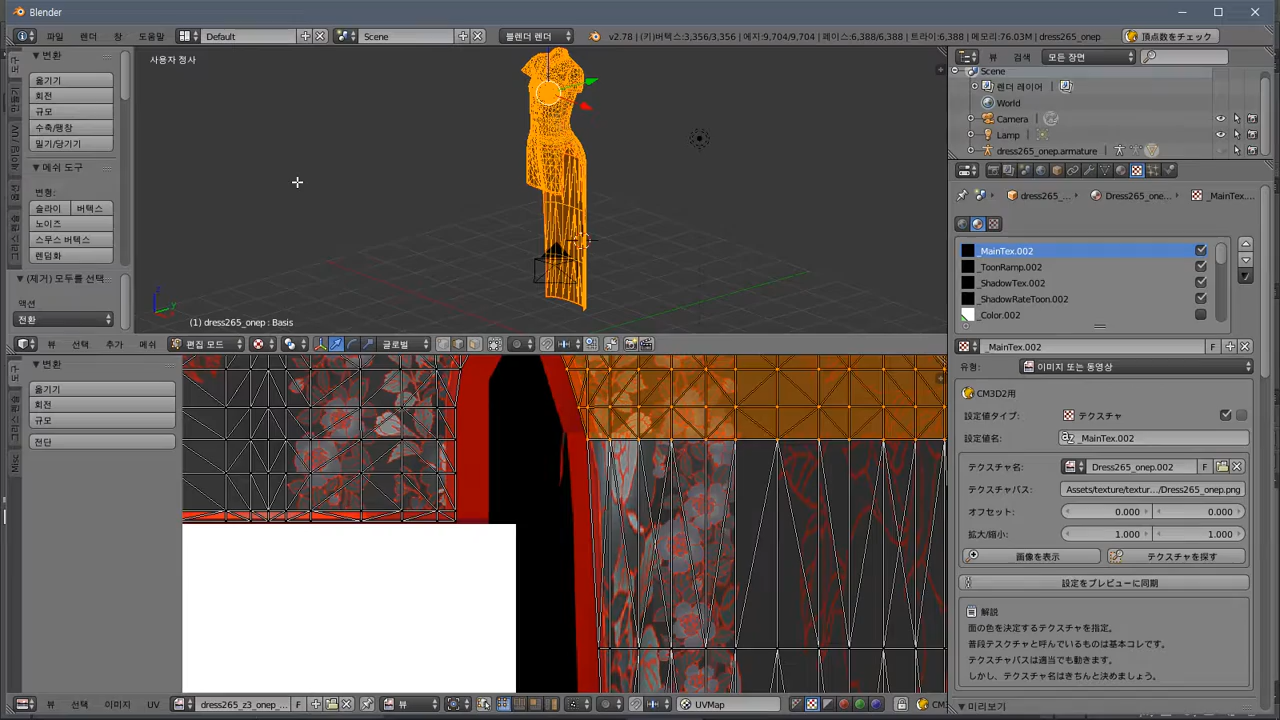 Blender
파일
렌더
창
도움말
Default
Scene
블렌더 렌더
v2.78 | (키)버텍스:3,356/3,356 | 에지:9,704/9,704 | 페이스:6,388/6,388 | 트라이:6,388 | 메모리:76.03M | dress265_onep
頂点数をチェック
변환
옮기기
회전
규모
수축/팽창
밀기/당기기
메쉬 도구
변형:
슬라이
버텍스
노이즈
스무스 버텍스
렌덤화
(제거) 모두를 선택...
액션
전환
사용자 정사
(1) dress265_onep : Basis
뷰
검색
모든 장면
Scene
렌더 레이어
World
Camera
Lamp
dress265_onep.armature
dress265_...
Dress265_one...
_MainTex....
_MainTex.002
_ToonRamp.002
_ShadowTex.002
_ShadowRateToon.002
_Color.002
_MainTex.002
F
유형:
이미지 또는 동영상
CM3D2用
設定値タイプ:
テクスチャ
設定値名:
_MainTex.002
テクスチャ名:
Dress265_onep.002
F
テクスチャパス:
Assets/texture/textur.../Dress265_onep.png
オフセット:
0.000
0.000
拡大/縮小:
1.000
1.000
画像を表示
テクスチャを探す
設定をプレビューに同期
解説
面の色を決定するテクスチャを指定。
普段テスクチャと呼んでいるものは基本コレです。
テクスチャパスは適当でも動きます。
しかし、テクスチャ名はきちんと決めましょう。
미리보기
뷰
선택
추가
메쉬
편집 모드
글로벌
변환
옮기기
회전
규모
전단
Misc
뷰
선택
이미지
UV
dress265_z3_onep_...
F
뷰
UVMap